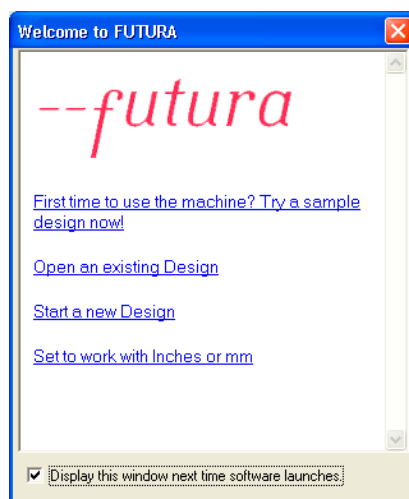 Welcome to FUTURA
--futura
First time to use the machine? Try a sample
design now!
Open an existing Design
Start a new Design
Set to work with Inches or mm
Display this window next time software launches.